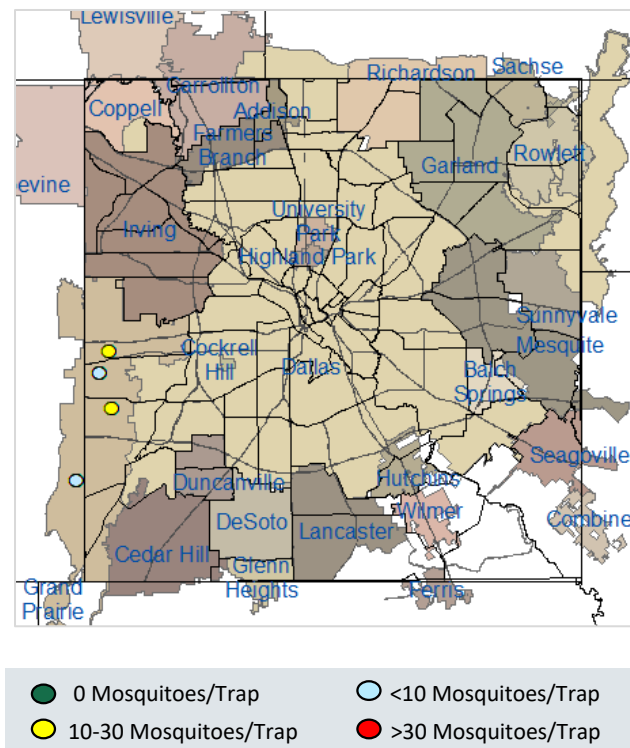 Lewisville
Carrollton
Richardson
Sachse
Coppell
Addison
Farmers
Branch
Garland
Rowlett
evine
Irving
University
Park
Highland Park
Sunnyvale
Cockrell
Hill
Dallas
Mesquite
Balch
Springs
Seagoville
Duncanville
Hutchins
DeSoto
Lancaster
Wilmer
Combine
Cedar Hill
Glenn
Heights
Grand
Prairie
Ferris
0 Mosquitoes/Trap
<10 Mosquitoes/Trap
10-30 Mosquitoes/Trap
>30 Mosquitoes/Trap